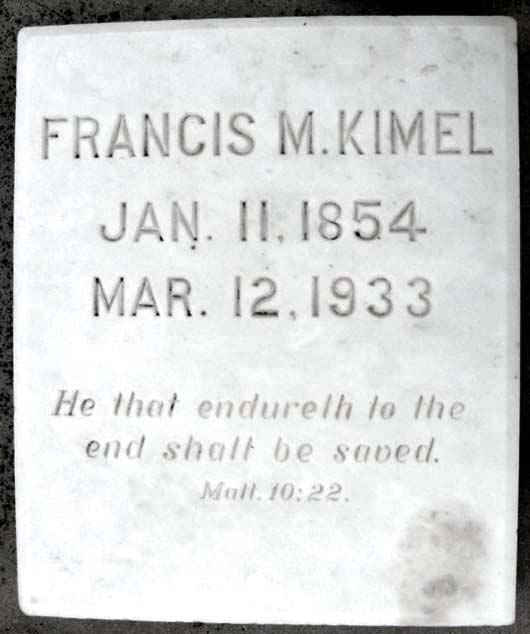 FRANCIS M. KIMEL
JAN. 11, 1854
MAR. 12, 1933
He that endureth to the
end shall be saved.
Matt. 10:22.